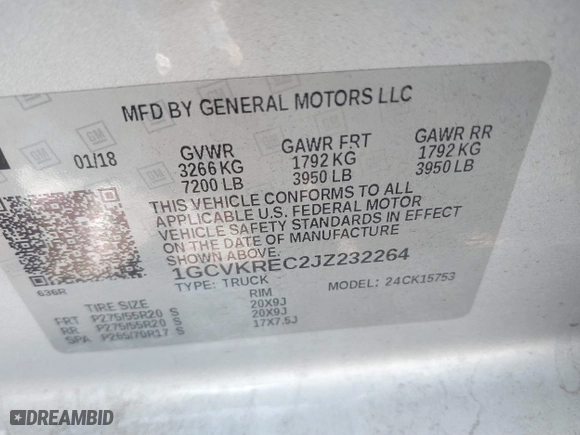 MFD BY GENERAL MOTORS LLC
01/18
GVWR GAWR FRT GAWR RR
3266 KG 1792 KG 1792 KG
7200 LB 3950 LB 3950 LB
THIS VEHICLE CONFORMS TO ALL
APPLICABLE U.S. FEDERAL MOTOR
VEHICLE SAFETY STANDARDS IN EFFECT
ON THE DATE OF MANUFACTURE
SHOWN ABOVE.
1GCVKREC2JZ232264
TYPE: TRUCK MODEL: 24CK15753
636R
TIRE SIZE RIM
FRT P275/55R20 S 20X9J
RR P275/55R20 S 20X9J
SPA P265/70R17 S 17X7.5J
GM
DREAMBID